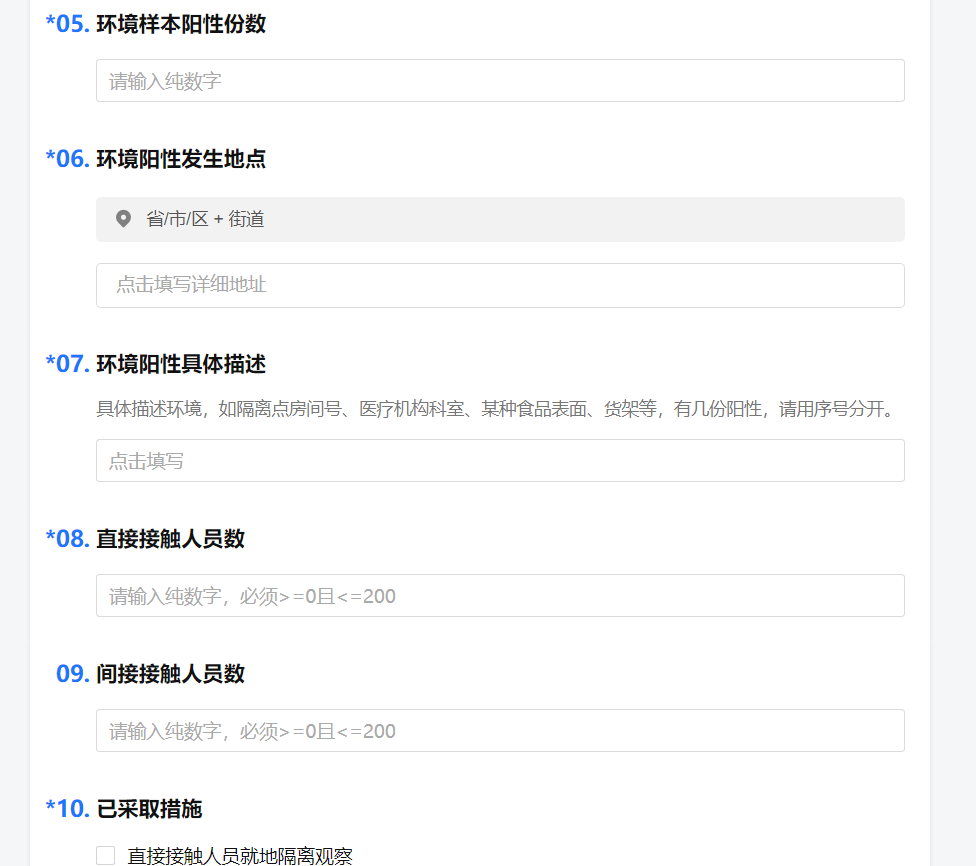 *05. 环境样本阳性份数
请输入纯数字
*06. 环境阳性发生地点
省/市/区 + 街道
点击填写详细地址
*07. 环境阳性具体描述
具体描述环境，如隔离点房间号、医疗机构科室、某种食品表面、货架等，有几份阳性，请用序号分开。
点击填写
*08. 直接接触人员数
请输入纯数字，必须>=0且<=200
09. 间接接触人员数
请输入纯数字，必须>=0且<=200
*10. 已采取措施
直接接触人员就地隔离观察